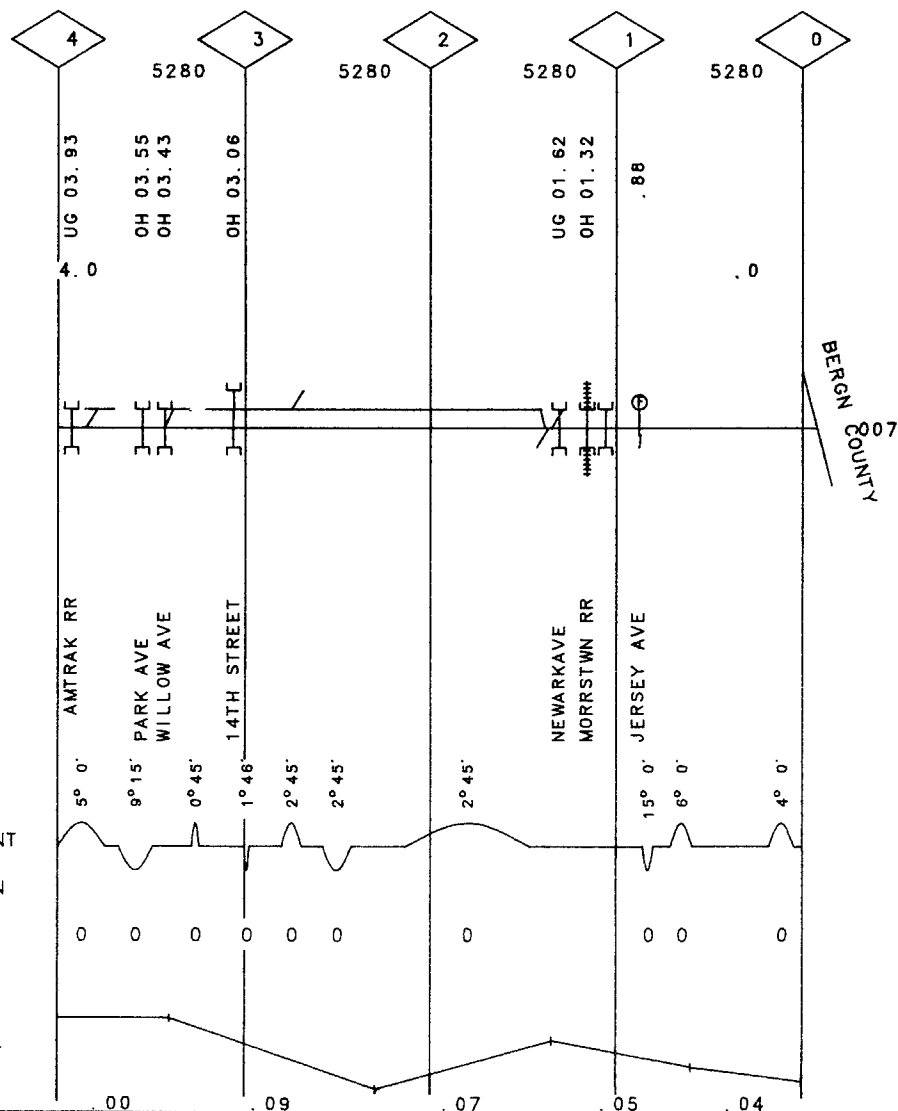 4 3 2 1 0
5280 5280 5280 5280
UG 03.93
OH 03.55
OH 03.43
OH 03.06
UG 01.62
OH 01.32
.88
4.0
.0
BERGN COUNTY
007
AMTRAK RR
PARK AVE
WILLOW AVE
14TH STREET
NEWARKAVE
MORRSTWN RR
JERSEY AVE
5° 0'
9° 15'
0° 45'
1° 46'
2° 45'
2° 45'
2° 45'
15° 0'
6° 0'
4° 0'
NT
N
0 0 0 0 0 0 0 0 0 0
.00 .09 .07 .05 .04